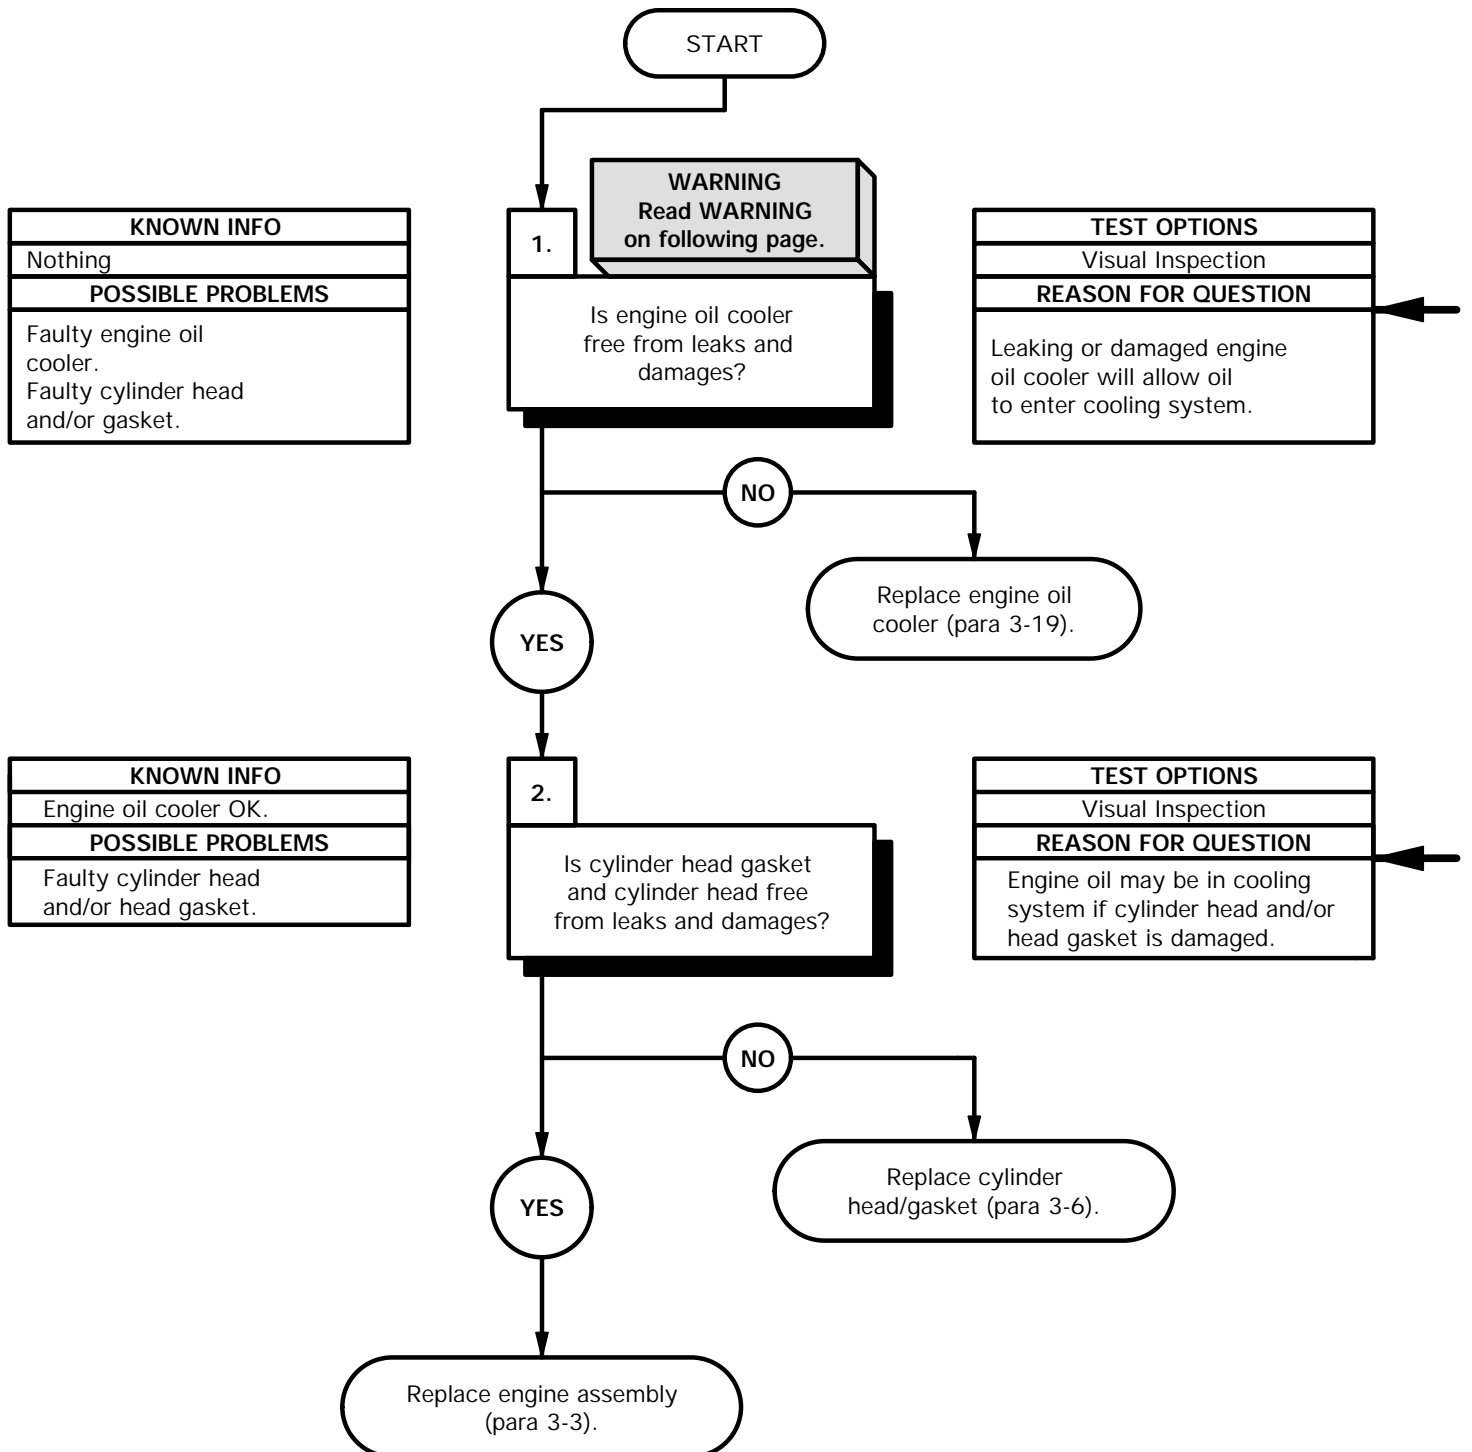 START
WARNING
Read WARNING
on following page.
KNOWN INFO
Nothing
POSSIBLE PROBLEMS
Faulty engine oil
cooler.
Faulty cylinder head
and/or gasket.
1.
Is engine oil cooler
free from leaks and
damages?
TEST OPTIONS
Visual Inspection
REASON FOR QUESTION
Leaking or damaged engine
oil cooler will allow oil
to enter cooling system.
NO
Replace engine oil
cooler (para 3-19).
YES
KNOWN INFO
Engine oil cooler OK.
POSSIBLE PROBLEMS
Faulty cylinder head
and/or head gasket.
2.
Is cylinder head gasket
and cylinder head free
from leaks and damages?
TEST OPTIONS
Visual Inspection
REASON FOR QUESTION
Engine oil may be in cooling
system if cylinder head and/or
head gasket is damaged.
NO
Replace cylinder
head/gasket (para 3-6).
YES
Replace engine assembly
(para 3-3).